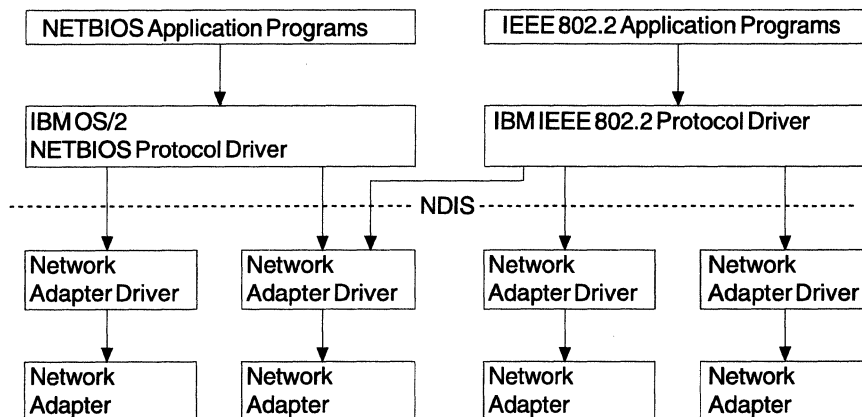 NETBIOS Application Programs
IEEE 802.2 Application Programs
IBM OS/2
NETBIOS Protocol Driver
IBM IEEE 802.2 Protocol Driver
NDIS
Network
Adapter Driver
Network
Adapter Driver
Network
Adapter Driver
Network
Adapter Driver
Network
Adapter
Network
Adapter
Network
Adapter
Network
Adapter